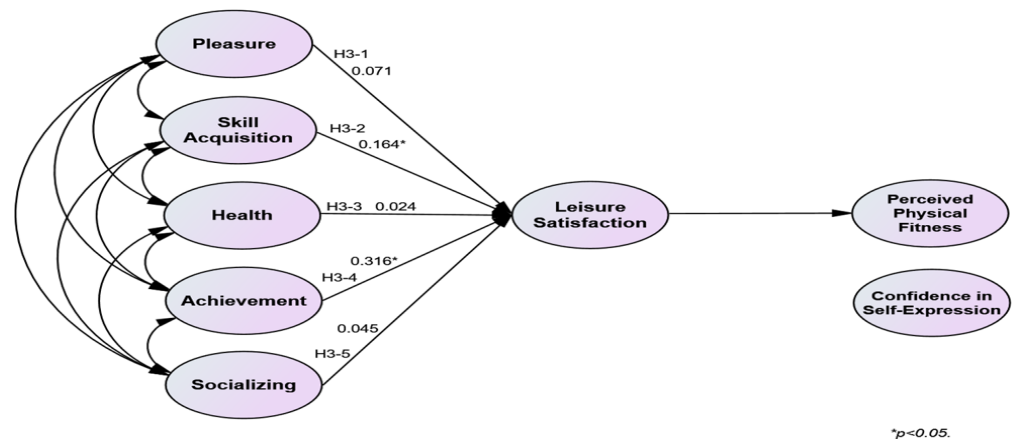 Pleasure
H3-1
0.071
Skill
Acquisition
H3-2
0.164*
Health
H3-3 0.024
Leisure
Satisfaction
Perceived
Physical
Fitness
Achievement
0.316*
H3-4
Confidence in
Self-Expression
0.045
H3-5
Socializing
*p<0.05.